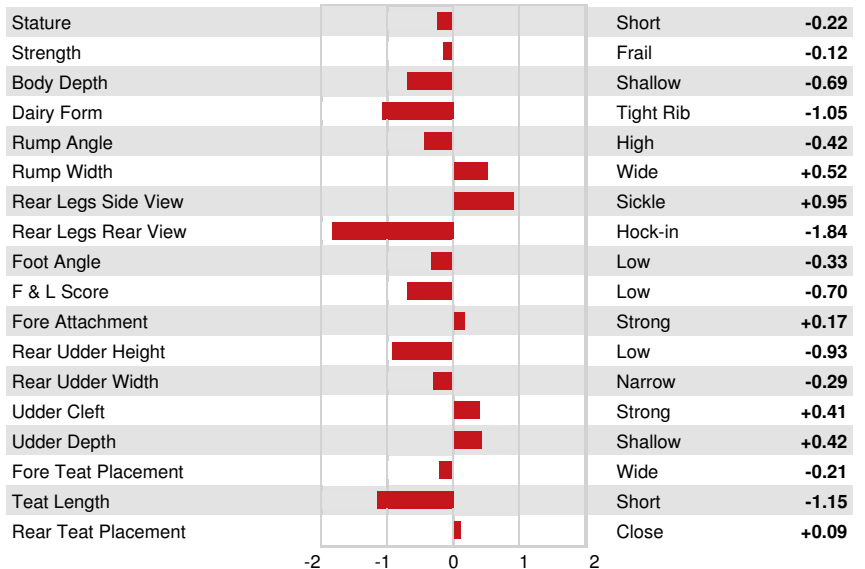 Stature Short -0.22
Strength Frail -0.12
Body Depth Shallow -0.69
Dairy Form Tight Rib -1.05
Rump Angle High -0.42
Rump Width Wide +0.52
Rear Legs Side View Sickle +0.95
Rear Legs Rear View Hock-in -1.84
Foot Angle Low -0.33
F & L Score Low -0.70
Fore Attachment Strong +0.17
Rear Udder Height Low -0.93
Rear Udder Width Narrow -0.29
Udder Cleft Strong +0.41
Udder Depth Shallow +0.42
Fore Teat Placement Wide -0.21
Teat Length Short -1.15
Rear Teat Placement Close +0.09
-2 -1 0 1 2